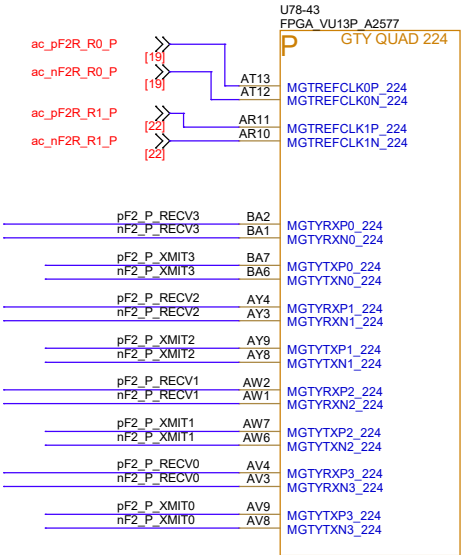 U78-43
FPGA_VU13P_A2577
P GTY QUAD 224
ac_pF2R_R0_P [19] AT13 MGTREFCLK0P_224
ac_nF2R_R0_P [19] AT12 MGTREFCLK0N_224
ac_pF2R_R1_P [22] AR11 MGTREFCLK1P_224
ac_nF2R_R1_P [22] AR10 MGTREFCLK1N_224
pF2_P_RECV3 BA2 MGTYRXP0_224
nF2_P_RECV3 BA1 MGTYRXN0_224
pF2_P_XMIT3 BA7 MGTYTXP0_224
nF2_P_XMIT3 BA6 MGTYTXN0_224
pF2_P_RECV2 AY4 MGTYRXP1_224
nF2_P_RECV2 AY3 MGTYRXN1_224
pF2_P_XMIT2 AY9 MGTYTXP1_224
nF2_P_XMIT2 AY8 MGTYTXN1_224
pF2_P_RECV1 AW2 MGTYRXP2_224
nF2_P_RECV1 AW1 MGTYRXN2_224
pF2_P_XMIT1 AW7 MGTYTXP2_224
nF2_P_XMIT1 AW6 MGTYTXN2_224
pF2_P_RECV0 AV4 MGTYRXP3_224
nF2_P_RECV0 AV3 MGTYRXN3_224
pF2_P_XMIT0 AV9 MGTYTXP3_224
nF2_P_XMIT0 AV8 MGTYTXN3_224